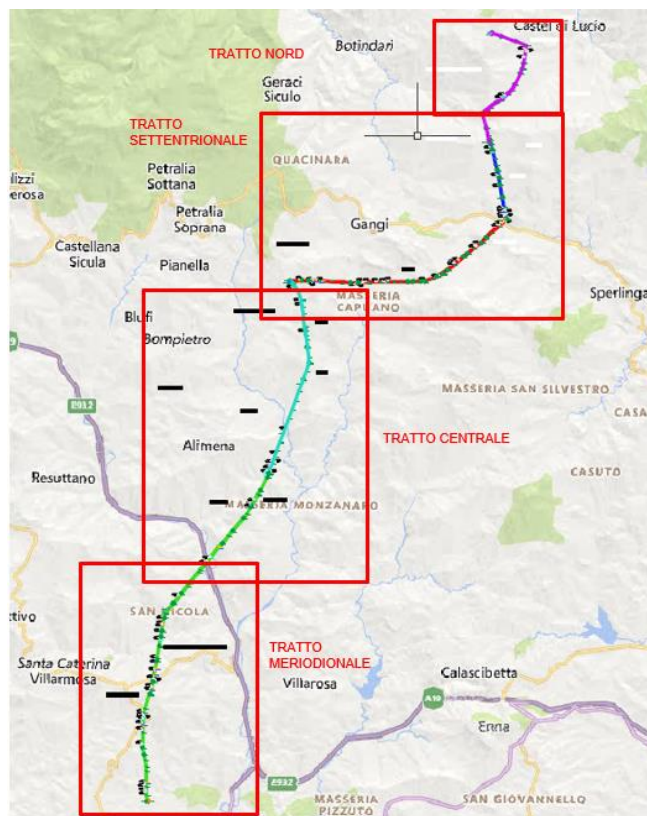 Castel di Lucio
TRATTO NORD
Botindari
Geraci
Siculo
TRATTO
SETTENTRIONALE
QUACINARA
Petralia
Sottana
Petralia
Soprana
Gangi
Castellana
Sicula
Pianella
Sperlinga
MASSERIA
CAPUANO
Blufi
Bompietro
MASSERIA SAN SILVESTRO
E932
CASA
Alimena
TRATTO CENTRALE
Resuttano
CASUTO
MASSERIA MONZANARO
SAN NICOLA
TRATTO
MERIODIONALE
Santa Caterina
Villarmosa
Villarosa
Calascibetta
A19
Enna
E932
MASSERIA
PIZZUTO
SAN GIOVANNELLO